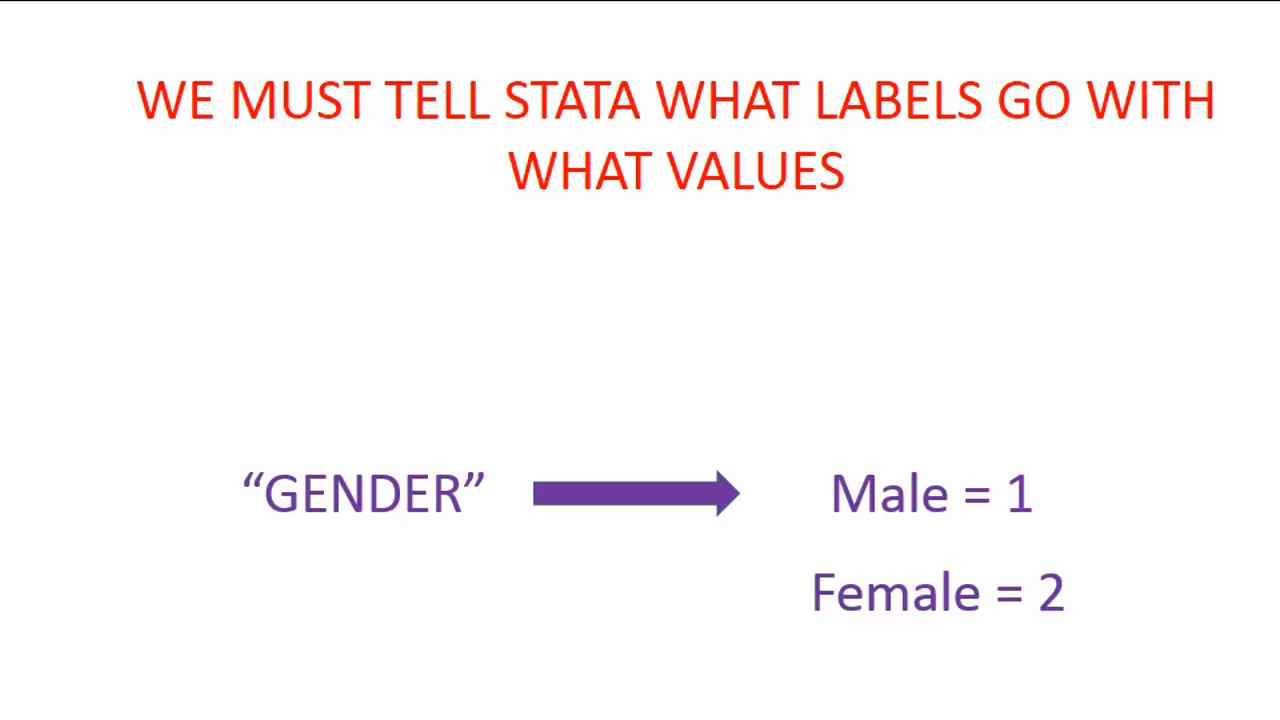 WE MUST TELL STATA WHAT LABELS GO WITH
WHAT VALUES
“GENDER” Male = 1
Female = 2